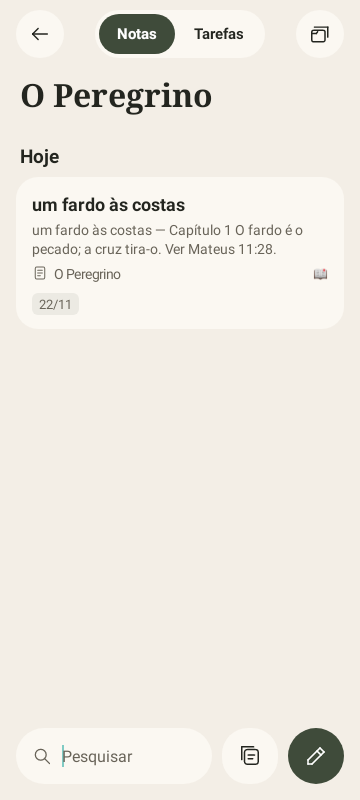 Notas
Tarefas
O Peregrino
Hoje
um fardo às costas
um fardo às costas — Capítulo 1 O fardo é o
pecado; a cruz tira-o. Ver Mateus 11:28.
O Peregrino
22/11
Pesquisar